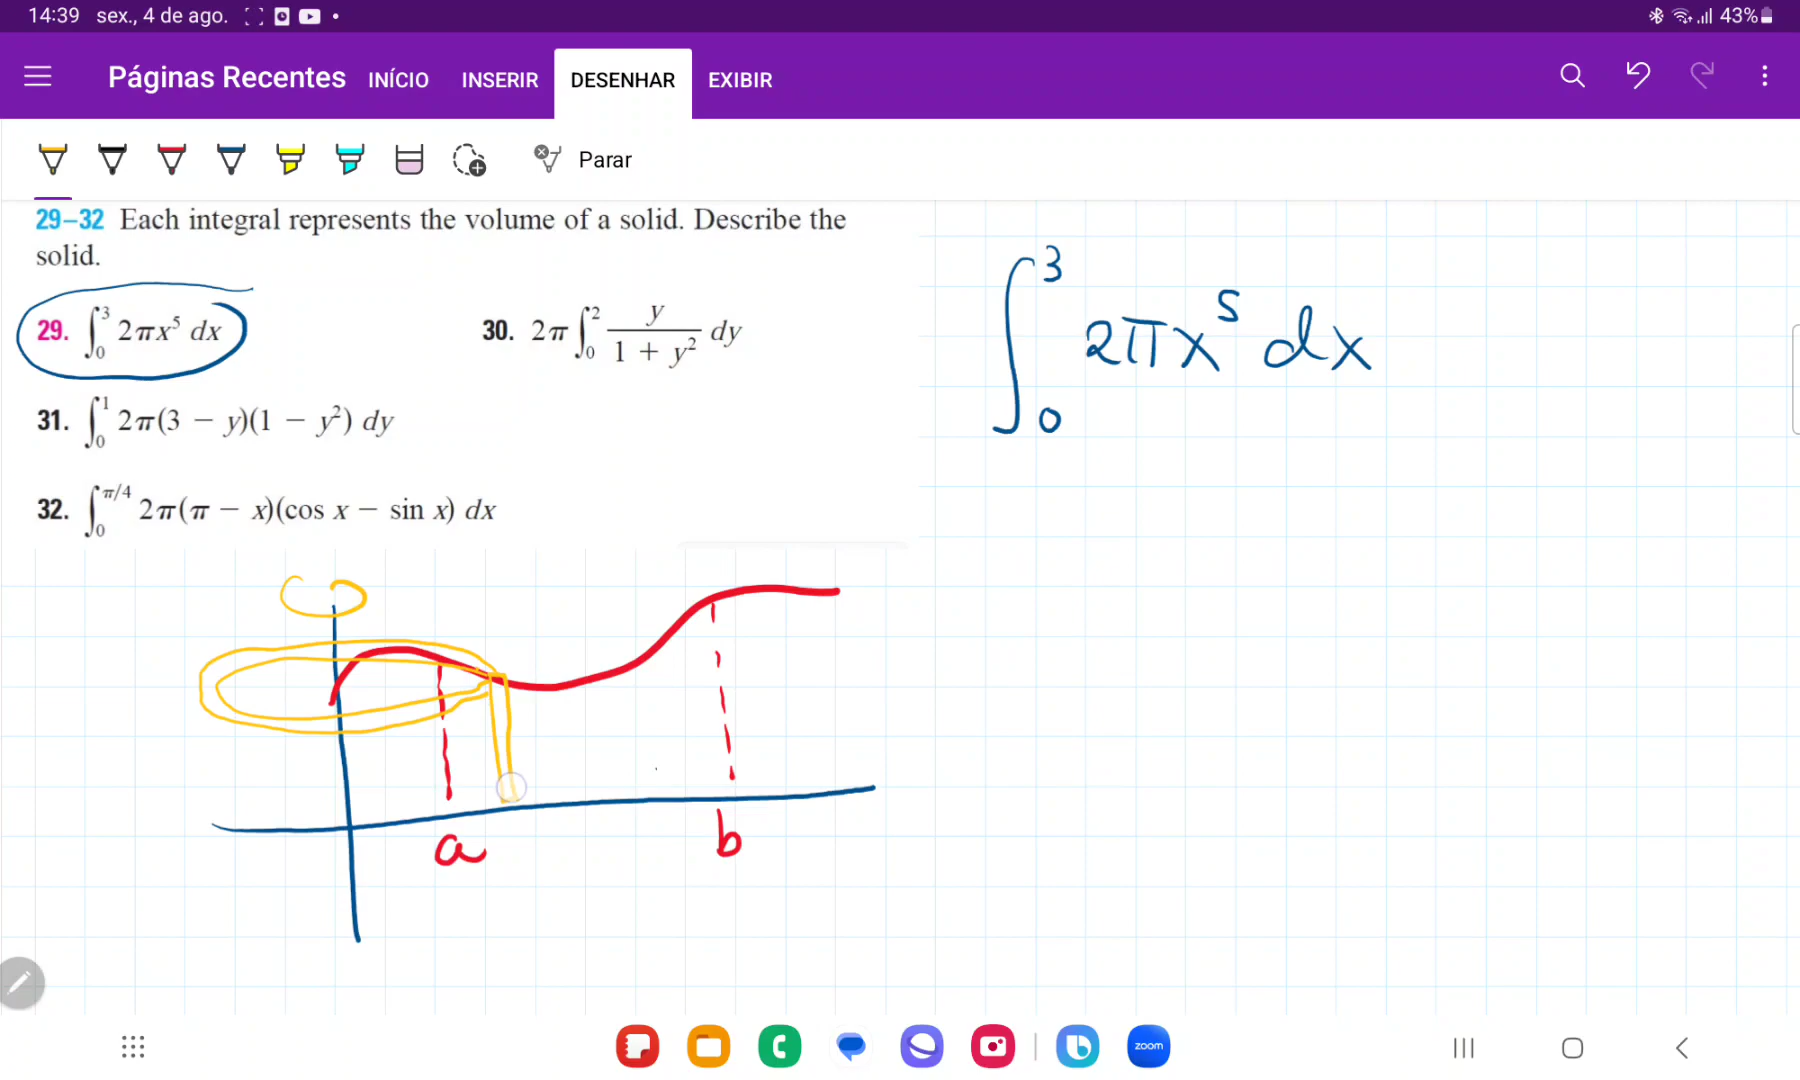 14:39 sex., 4 de ago. 43%
Páginas Recentes INÍCIO INSERIR DESENHAR EXIBIR
Parar
29–32 Each integral represents the volume of a solid. Describe the
solid.
29. ∫₀³ 2πx⁵ dx
30. 2π ∫₀² y/(1 + y²) dy
31. ∫₀¹ 2π(3 − y)(1 − y²) dy
32. ∫₀^(π/4) 2π(π − x)(cos x − sin x) dx
∫₀³ 2πx⁵ dx
a b
zoom